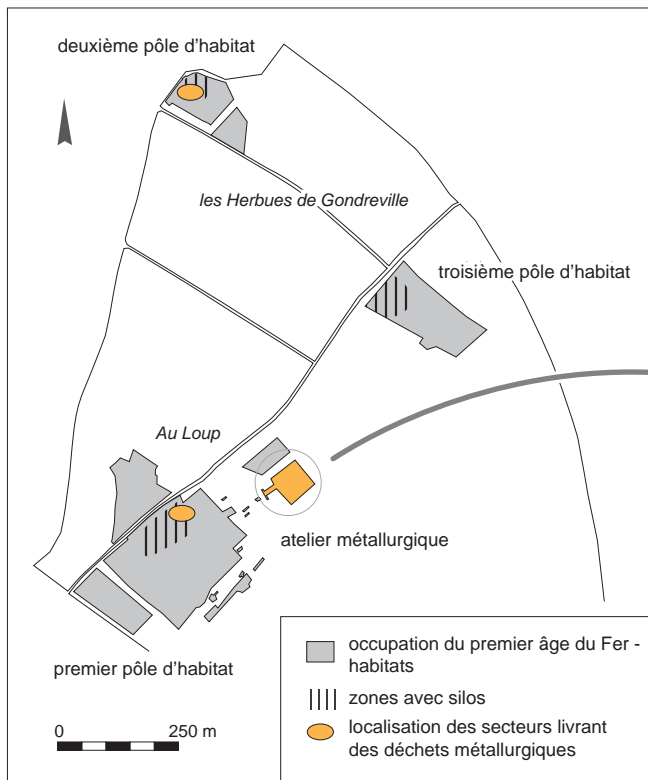 deuxième pôle d'habitat
les Herbues de Gondreville
troisième pôle d'habitat
Au Loup
atelier métallurgique
premier pôle d'habitat
0 250 m
occupation du premier âge du Fer -
habitats
zones avec silos
localisation des secteurs livrant
des déchets métallurgiques